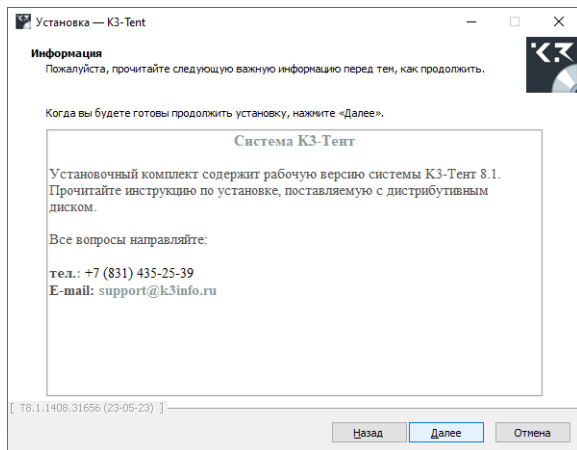 Установка — K3-Tent
Информация
Пожалуйста, прочитайте следующую важную информацию перед тем, как продолжить.
Когда вы будете готовы продолжить установку, нажмите «Далее».
Система К3-Тент
Установочный комплект содержит рабочую версию системы К3-Тент 8.1.
Прочитайте инструкцию по установке, поставляемую с дистрибутивным
диском.
Все вопросы направляйте:
тел.: +7 (831) 435-25-39
E-mail: support@k3info.ru
[ T8.1.1408.31656 (23-05-23) ]
Назад Далее Отмена